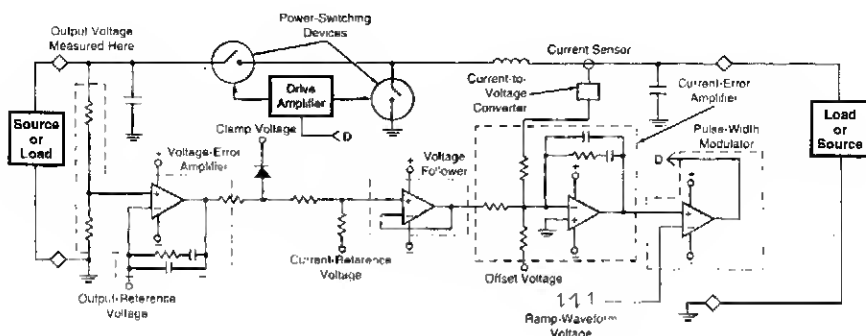 Output Voltage
Measured Here
Power-Switching
Devices
Current Sensor
Current-to-
Voltage
Converter
Current-Error
Amplifier
Source
or
Load
Drive
Amplifier
D
Clamp Voltage
Voltage-Error
Amplifier
Voltage
Follower
Pulse-Width
Modulator
D
Load
or
Source
Current-Reference
Voltage
Offset Voltage
Output-Reference
Voltage
Ramp-Waveform
Voltage